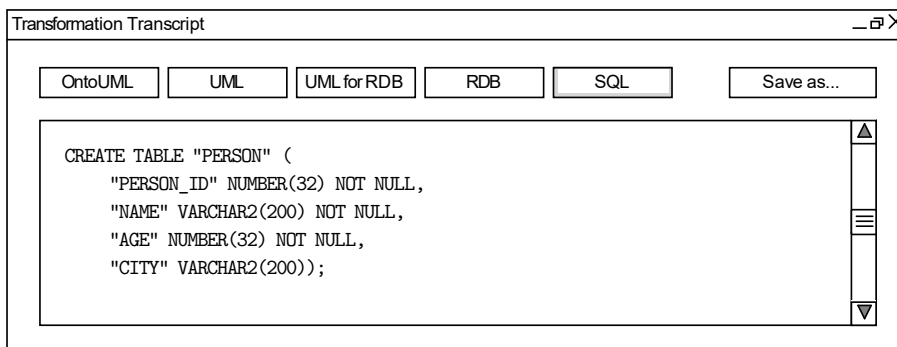 Transformation Transcript
OntoUML UML UML for RDB RDB SQL Save as...
CREATE TABLE "PERSON" (
"PERSON_ID" NUMBER(32) NOT NULL,
"NAME" VARCHAR2(200) NOT NULL,
"AGE" NUMBER(32) NOT NULL,
"CITY" VARCHAR2(200));